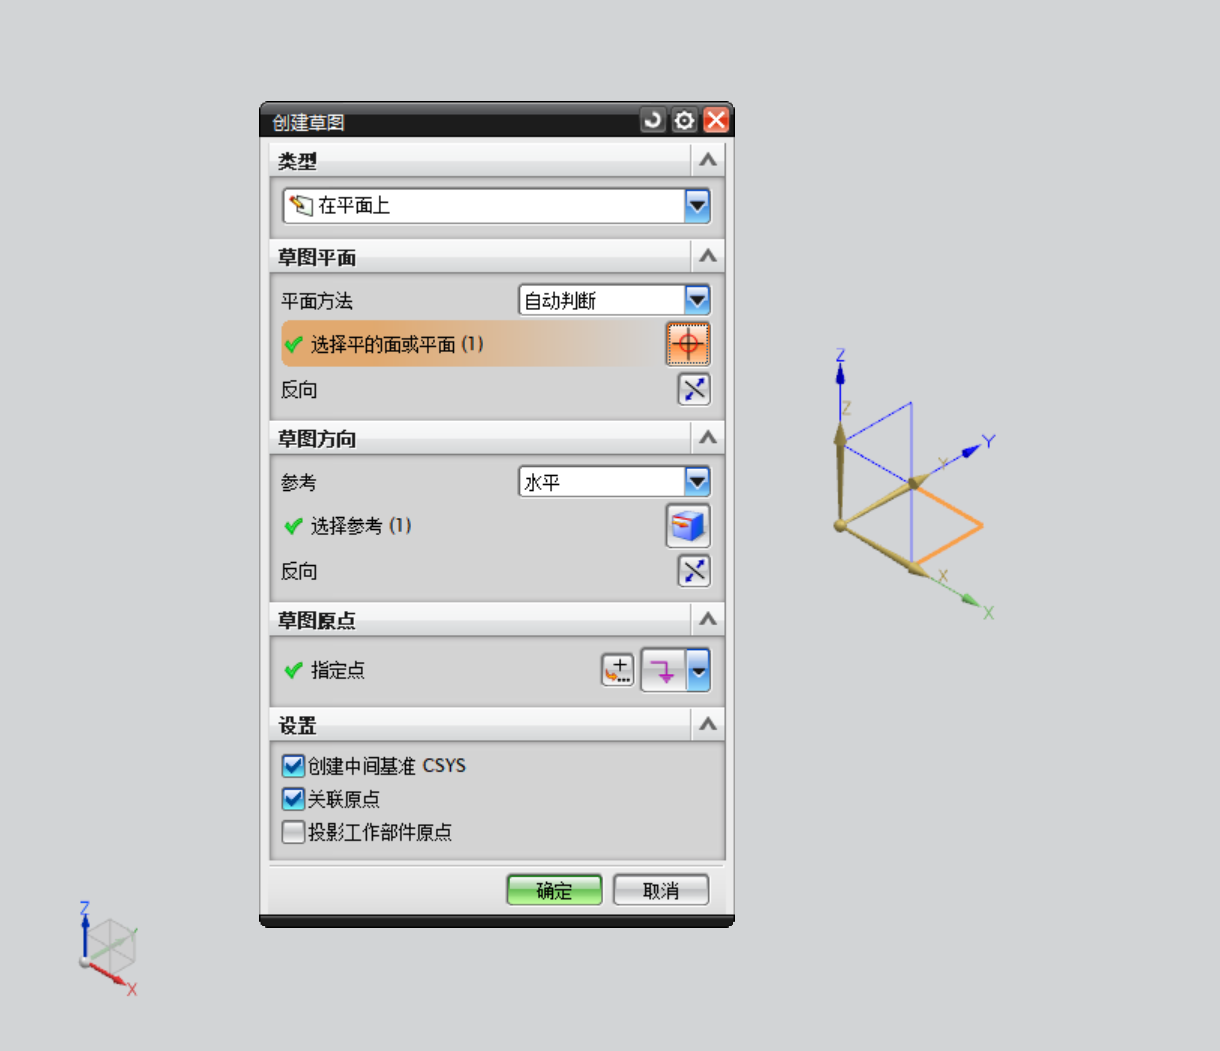 创建草图
类型
在平面上
草图平面
平面方法 自动判断
选择平的面或平面 (1)
反向
草图方向
参考 水平
选择参考 (1)
反向
草图原点
指定点
设置
创建中间基准 CSYS
关联原点
投影工作部件原点
确定 取消
Z
Z
Y
Y
X
X
Z
Y
X